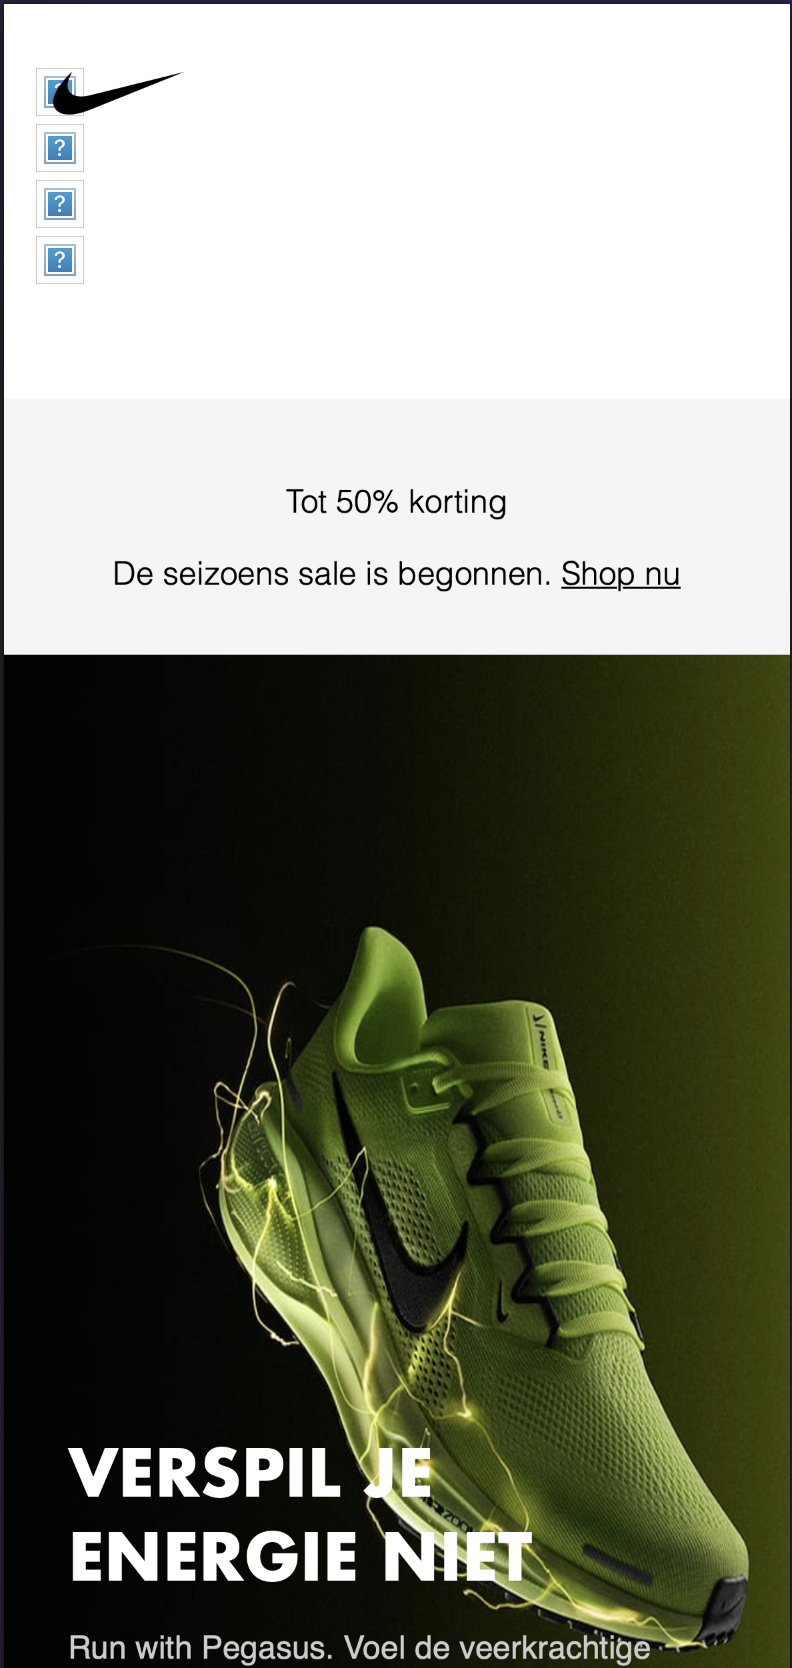 Tot 50% korting
De seizoens sale is begonnen. Shop nu
NIKE
ZOOM
VERSPIL JE
ENERGIE NIET
Run with Pegasus. Voel de veerkrachtige